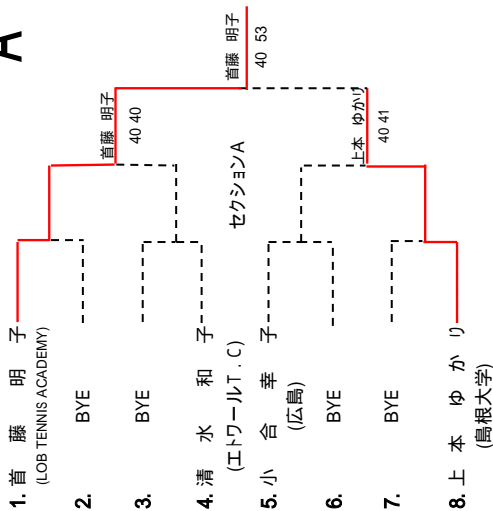 A
1. 首藤 明子
(LOB TENNIS ACADEMY)
2. BYE
3. BYE
4. 清水 和子
(エトワールT.C)
5. 小合 幸子
(広島)
6. BYE
7. BYE
8. 上本 ゆかり
(島根大学)
首藤 明子
40 40
上本 ゆかり
40 41
セクションA
首藤 明子
40 53